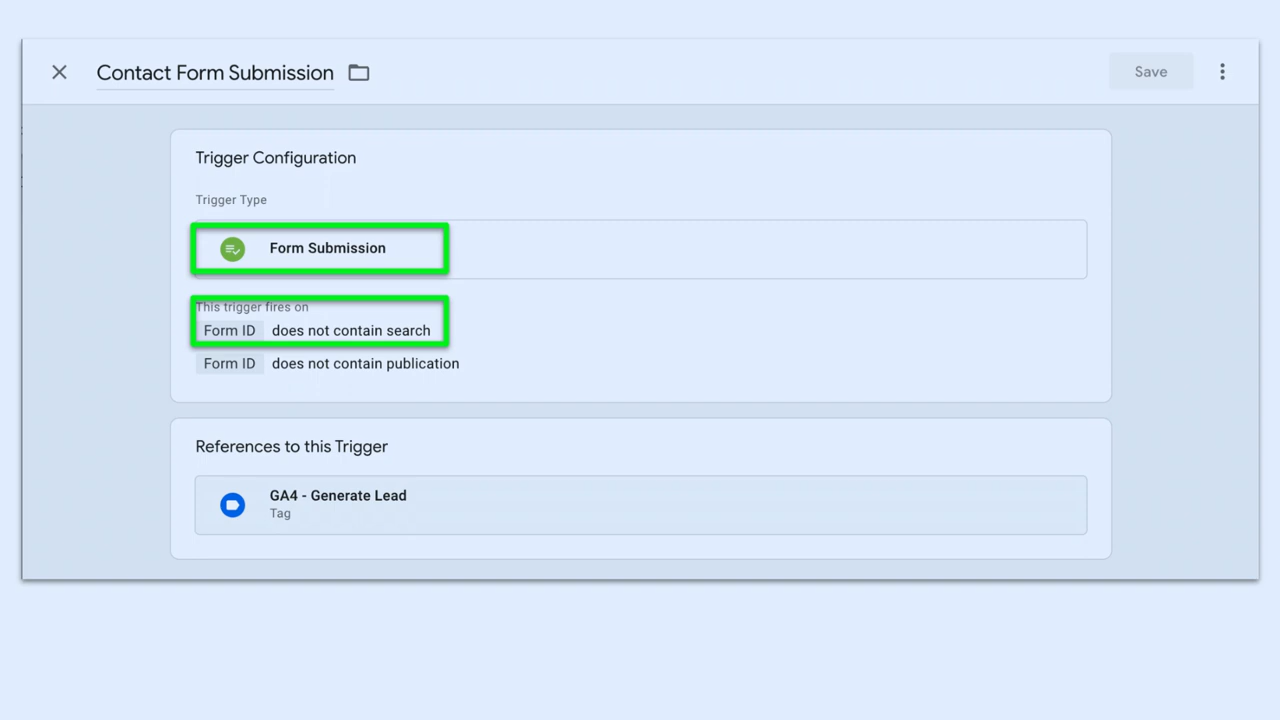 Contact Form Submission
Save
Trigger Configuration
Trigger Type
Form Submission
This trigger fires on
Form ID does not contain search
Form ID does not contain publication
References to this Trigger
GA4 - Generate Lead
Tag